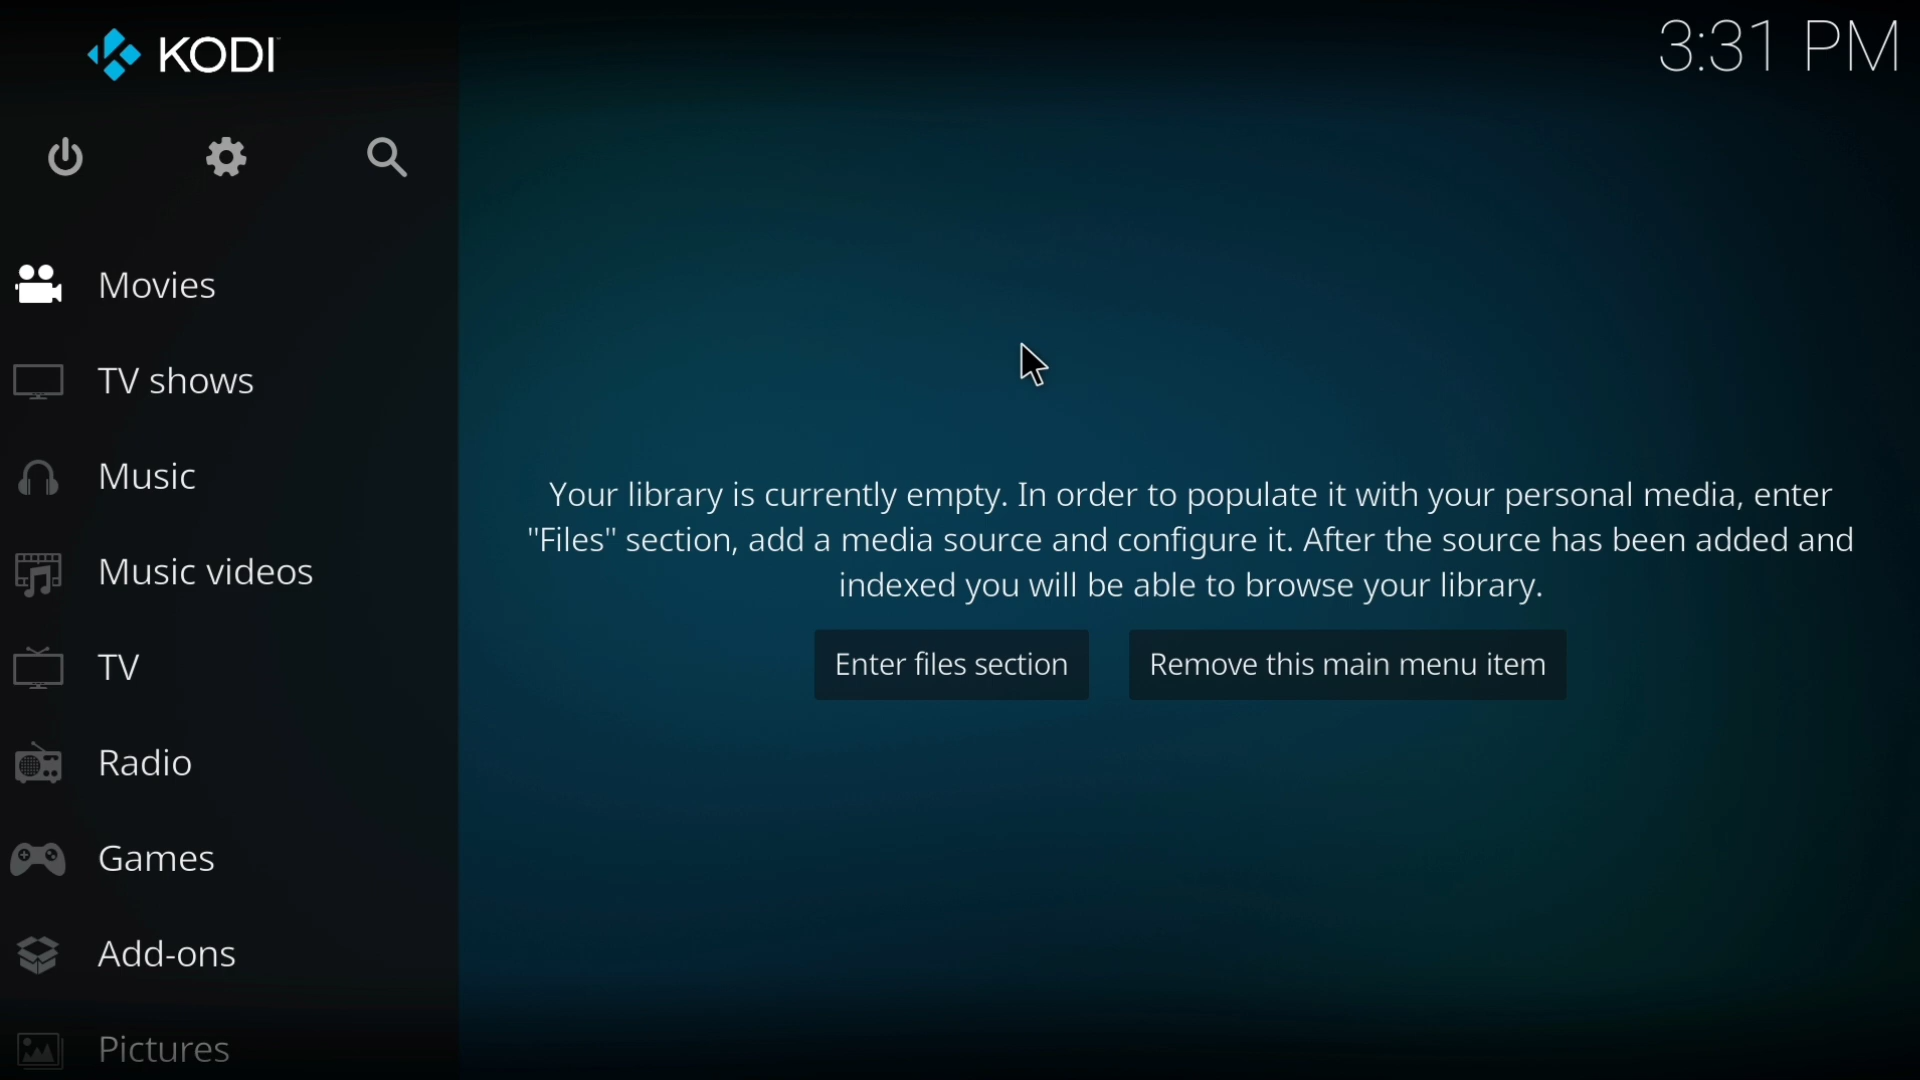 KODI
3:31 PM
Movies
TV shows
Music
Music videos
TV
Radio
Games
Add-ons
Pictures
Your library is currently empty. In order to populate it with your personal media, enter
"Files" section, add a media source and configure it. After the source has been added and
indexed you will be able to browse your library.
Enter files section
Remove this main menu item